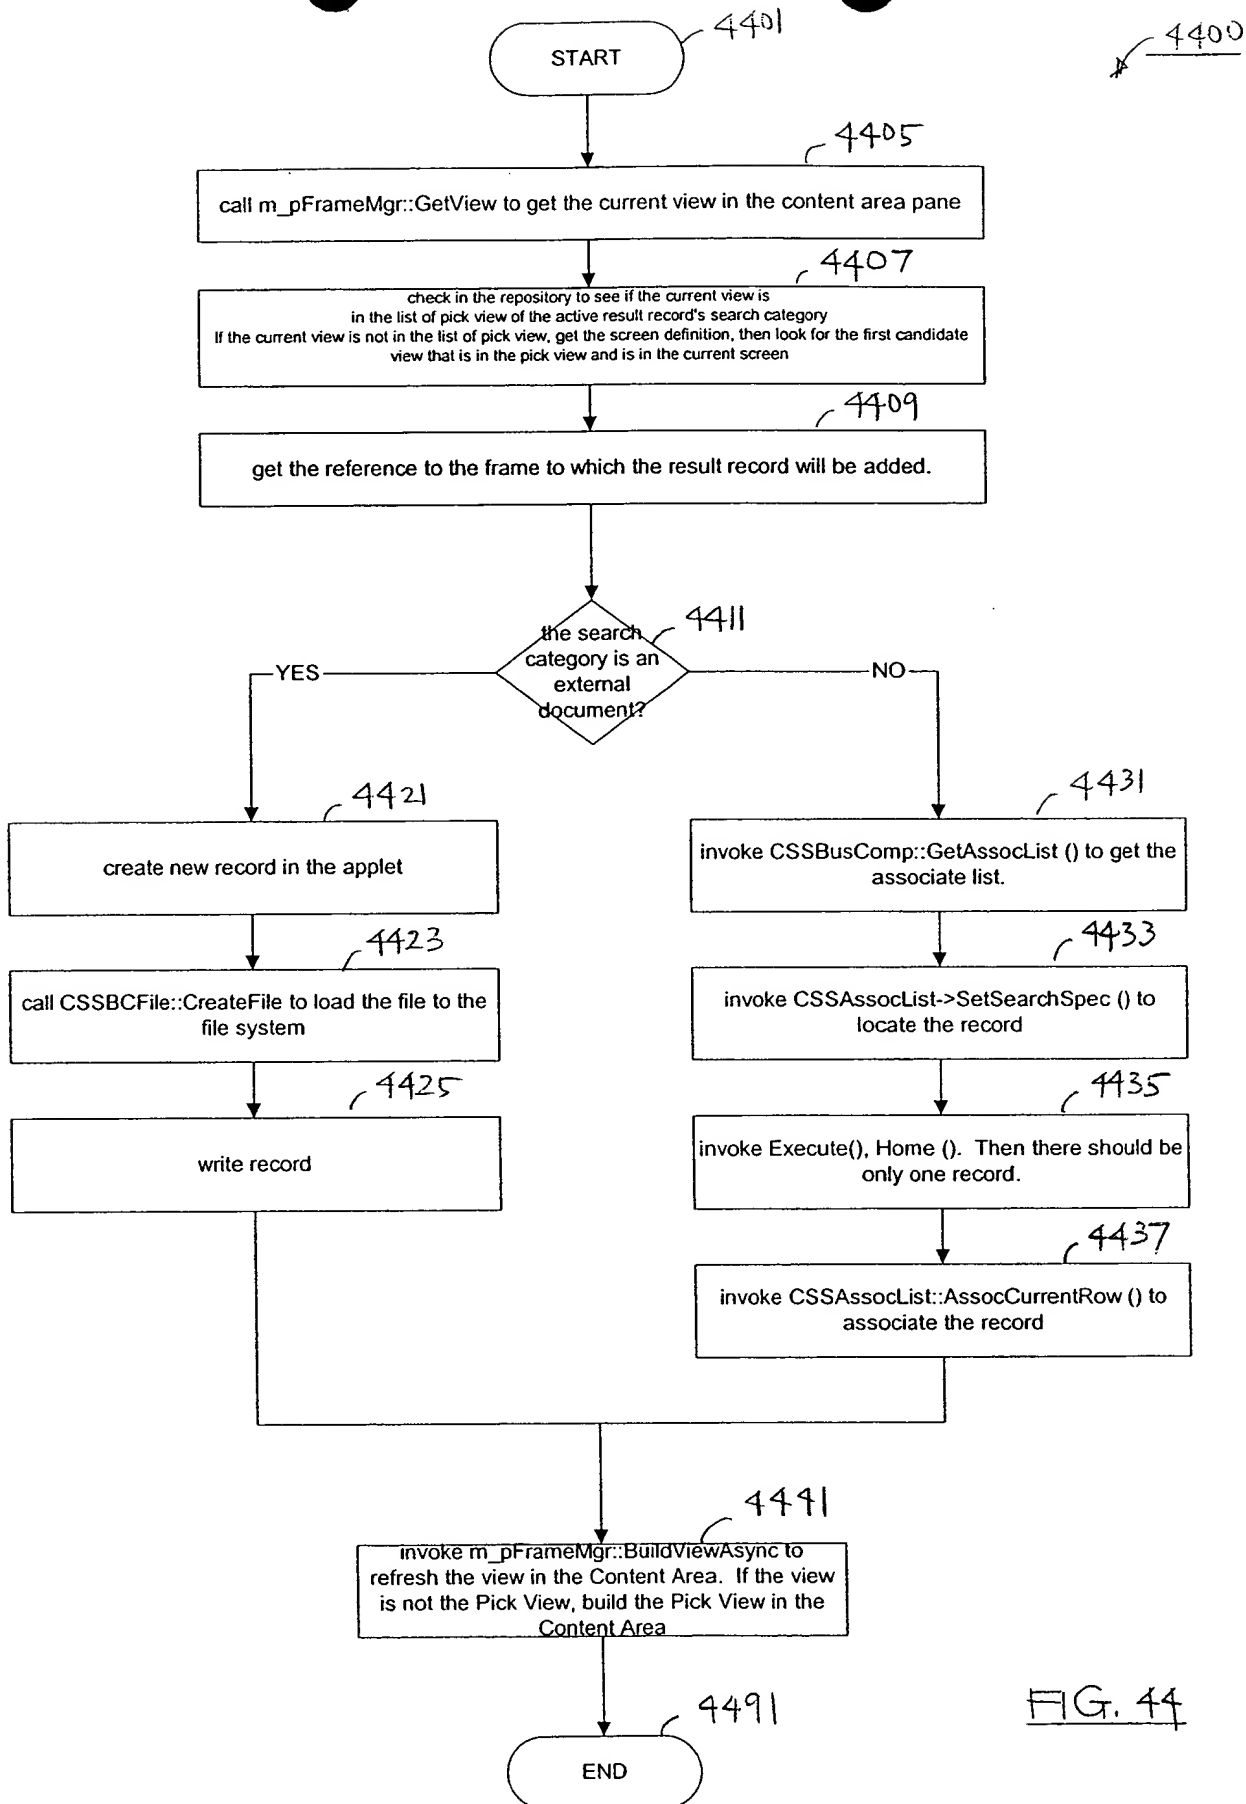 4401
START
4400
4405
call m_pFrameMgr::GetView to get the current view in the content area pane
4407
check in the repository to see if the current view is
in the list of pick view of the active result record's search category
If the current view is not in the list of pick view, get the screen definition, then look for the first candidate
view that is in the pick view and is in the current screen
4409
get the reference to the frame to which the result record will be added.
4411
the search
category is an
external
document?
YES
NO
4421
create new record in the applet
4423
call CSSBCFile::CreateFile to load the file to the
file system
4425
write record
4431
invoke CSSBusComp::GetAssocList () to get the
associate list.
4433
invoke CSSAssocList->SetSearchSpec () to
locate the record
4435
invoke Execute(), Home (). Then there should be
only one record.
4437
invoke CSSAssocList::AssocCurrentRow () to
associate the record
4441
invoke m_pFrameMgr::BuildViewAsync to
refresh the view in the Content Area. If the view
is not the Pick View, build the Pick View in the
Content Area
4491
END
FIG. 44